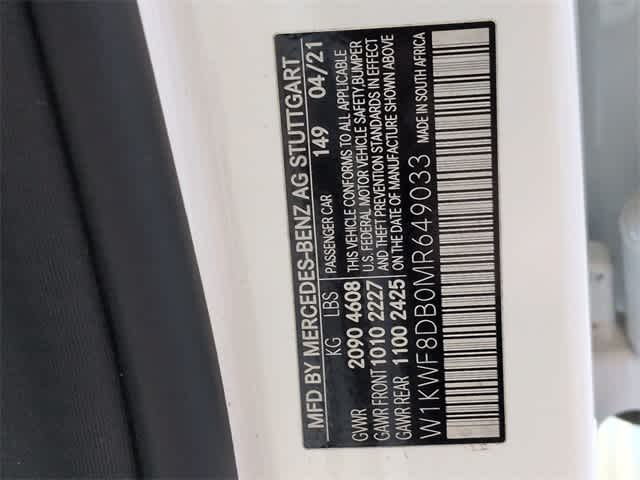 MFD BY MERCEDES-BENZ AG STUTTGART
KG LBS PASSENGER CAR 149 04/21
GVWR 2090 4608 THIS VEHICLE CONFORMS TO ALL APPLICABLE
U.S. FEDERAL MOTOR VEHICLE SAFETY, BUMPER
GAWR FRONT 1010 2227 AND THEFT PREVENTION STANDARDS IN EFFECT
GAWR REAR 1100 2425 ON THE DATE OF MANUFACTURE SHOWN ABOVE
W1KWF8DB0MR649033 MADE IN SOUTH AFRICA